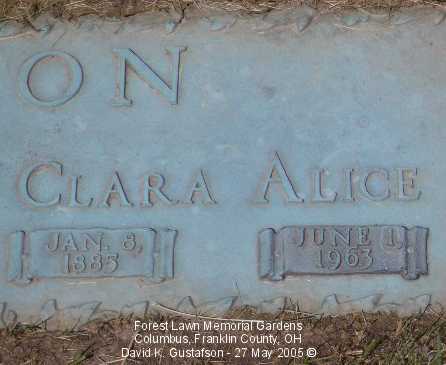 ON
CLARA ALICE
JAN. 8, JUNE 1,
1885 1963
Forest Lawn Memorial Gardens
Columbus, Franklin County, OH
David K. Gustafson - 27 May 2005 ©